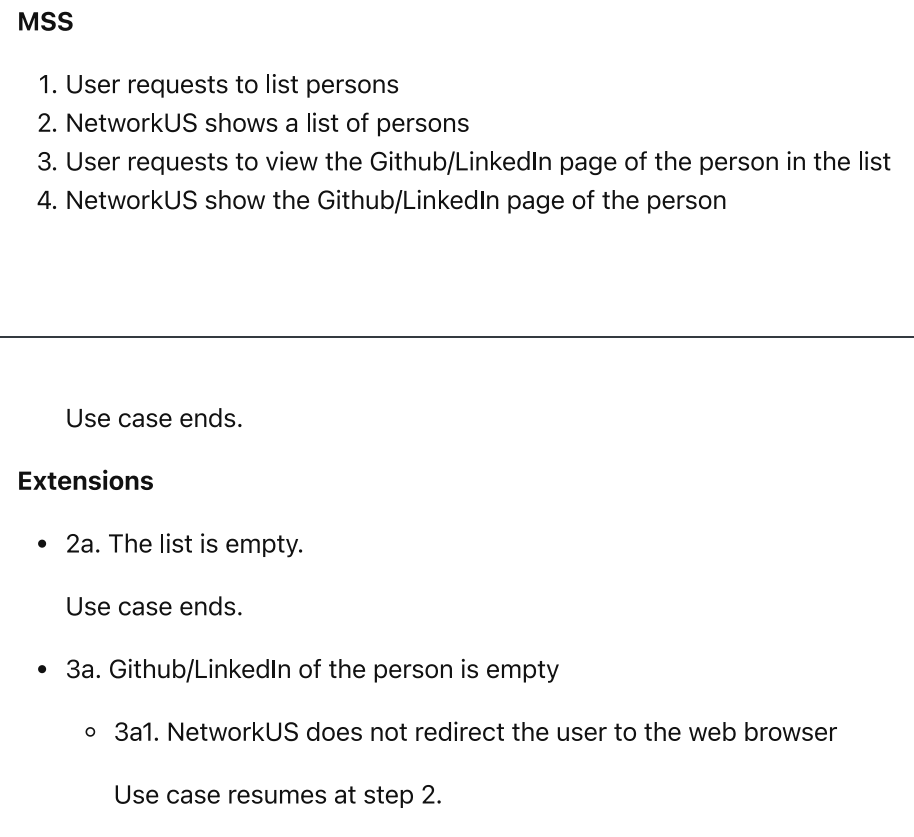 MSS
1. User requests to list persons
2. NetworkUS shows a list of persons
3. User requests to view the Github/LinkedIn page of the person in the list
4. NetworkUS show the Github/LinkedIn page of the person
Use case ends.
Extensions
• 2a. The list is empty.
Use case ends.
• 3a. Github/LinkedIn of the person is empty
◦ 3a1. NetworkUS does not redirect the user to the web browser
Use case resumes at step 2.